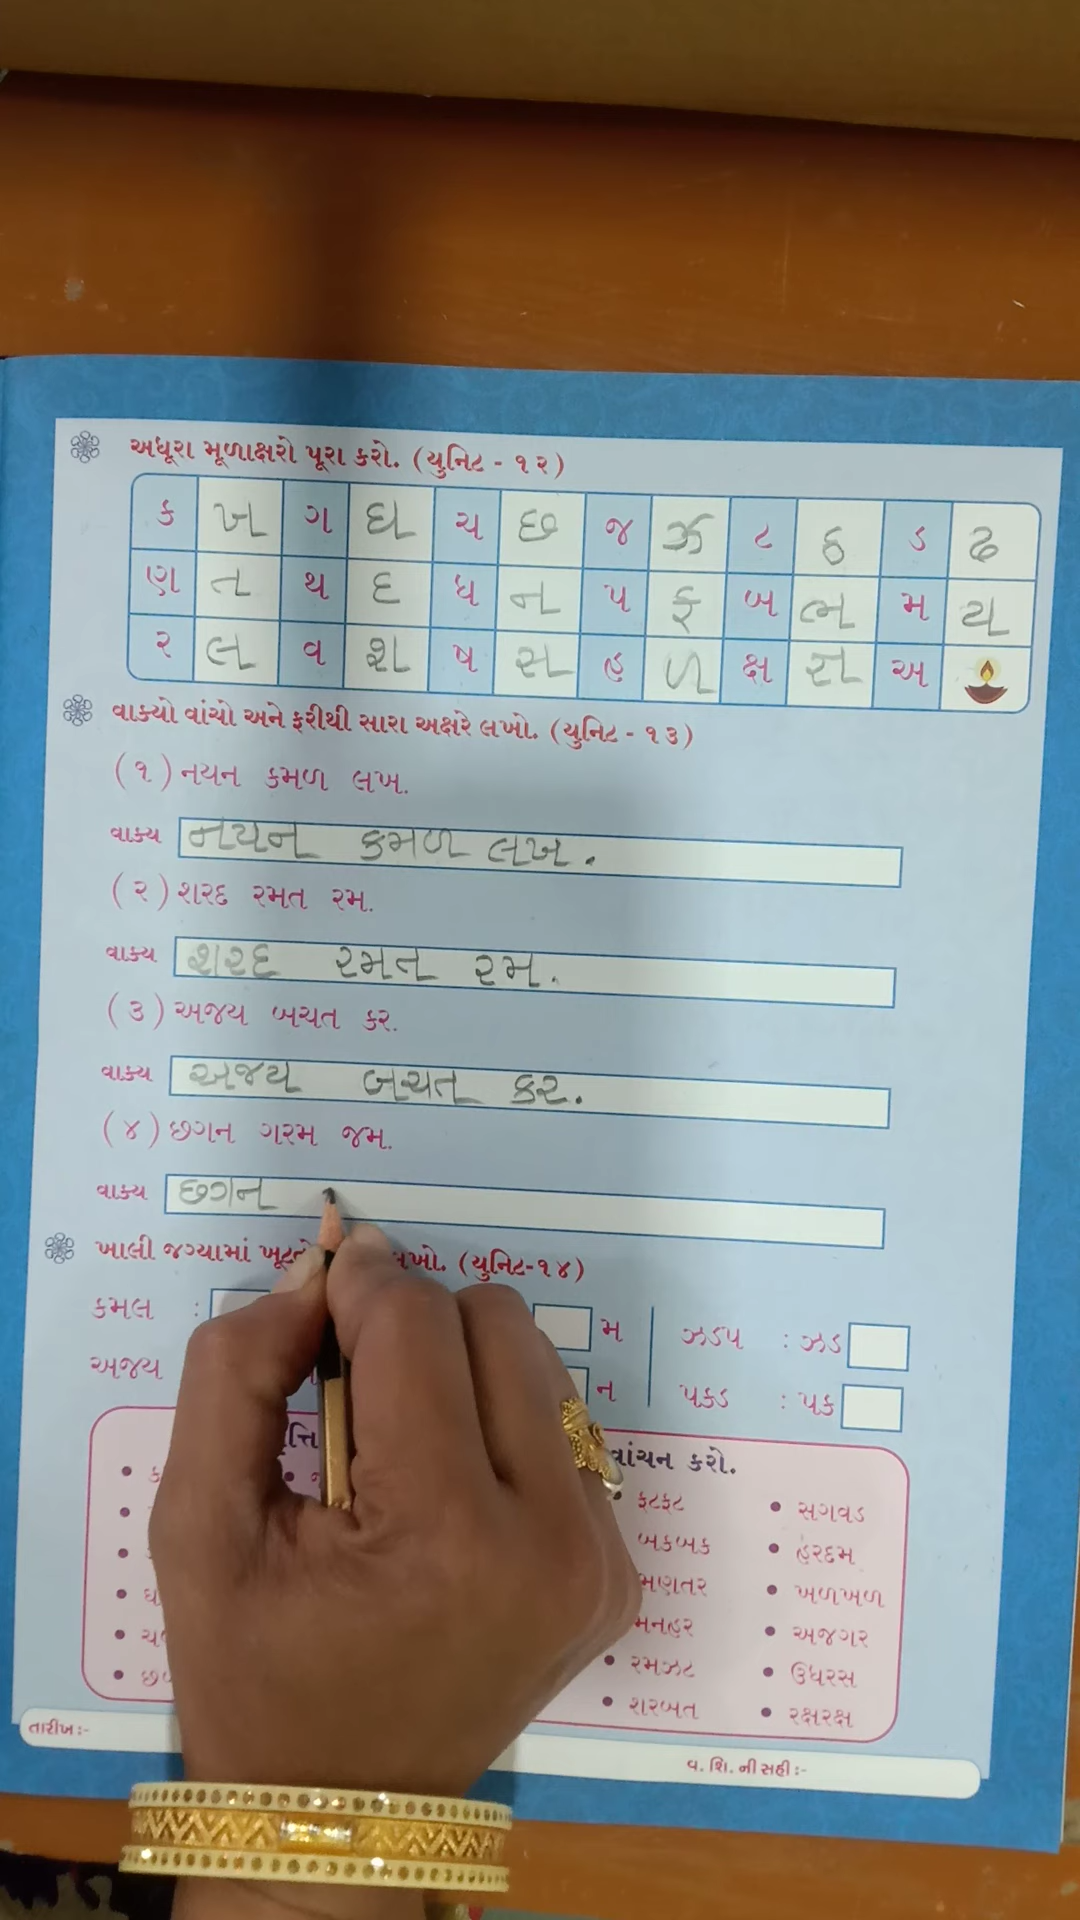 અધૂરા મૂળાક્ષરો પૂરા કરો. (યુનિટ - ૧૨)
ક ખ ગ ઘ ચ છ જ ઝ ટ ઠ ડ ઢ
ણ ત થ દ ધ ન પ ફ બ ભ મ ય
ર લ વ શ ષ સ હ ળ ક્ષ જ્ઞ અ
વાક્યો વાંચો અને ફરીથી સારા અક્ષરે લખો. (યુનિટ - ૧૩)
(૧) નયન કમળ લખ.
વાક્ય નયન કમળ લખ.
(૨) શરદ રમત રમ.
વાક્ય શરદ રમત રમ.
(૩) અજય બચત કર.
વાક્ય અજય બચત કર.
(૪) છગન ગરમ જમ.
વાક્ય છગન
ખાલી જગ્યામાં લખો. (યુનિટ-૧૪)
કમલ : મ ઝડપ : ઝડ
અજય ન પકડ : પક
વાંચન કરો.
• ફટફટ • સગવડ
બકબક • હરદમ
ભણતર • ખળખળ
મનહર • અજગર
• રમઝટ • ઉધરસ
• શરબત • રક્ષરક્ષ
તારીખ :-
વ. શિ. ની સહી :-